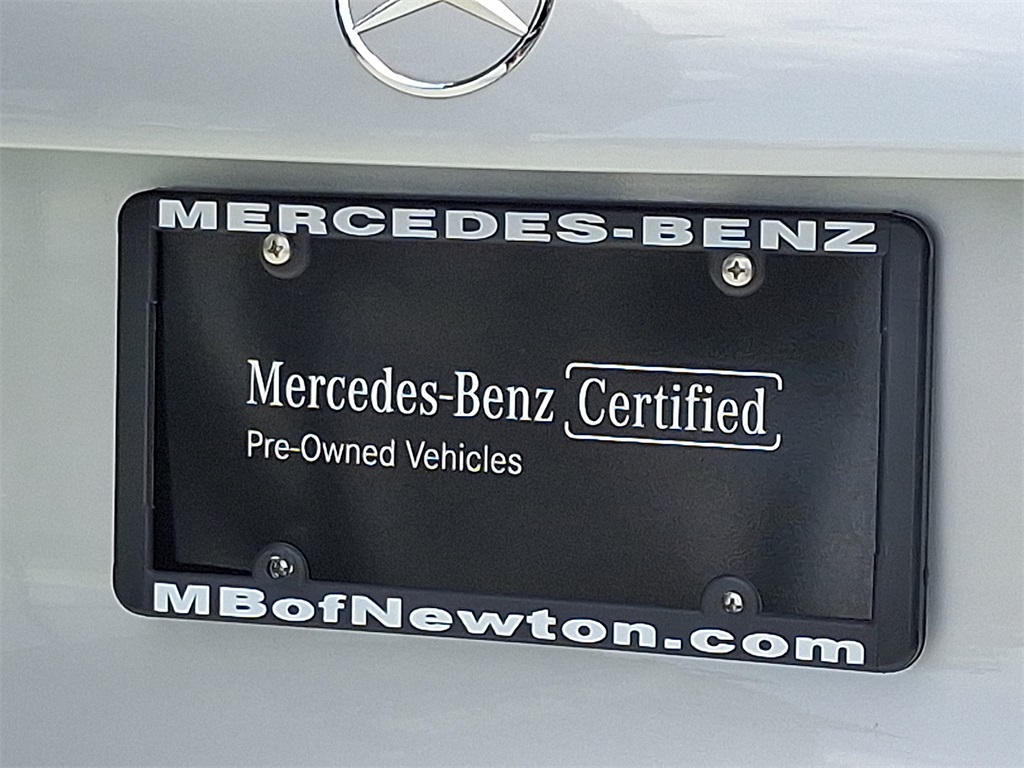 MERCEDES-BENZ
Mercedes-Benz Certified
Pre-Owned Vehicles
MBofNewton.com